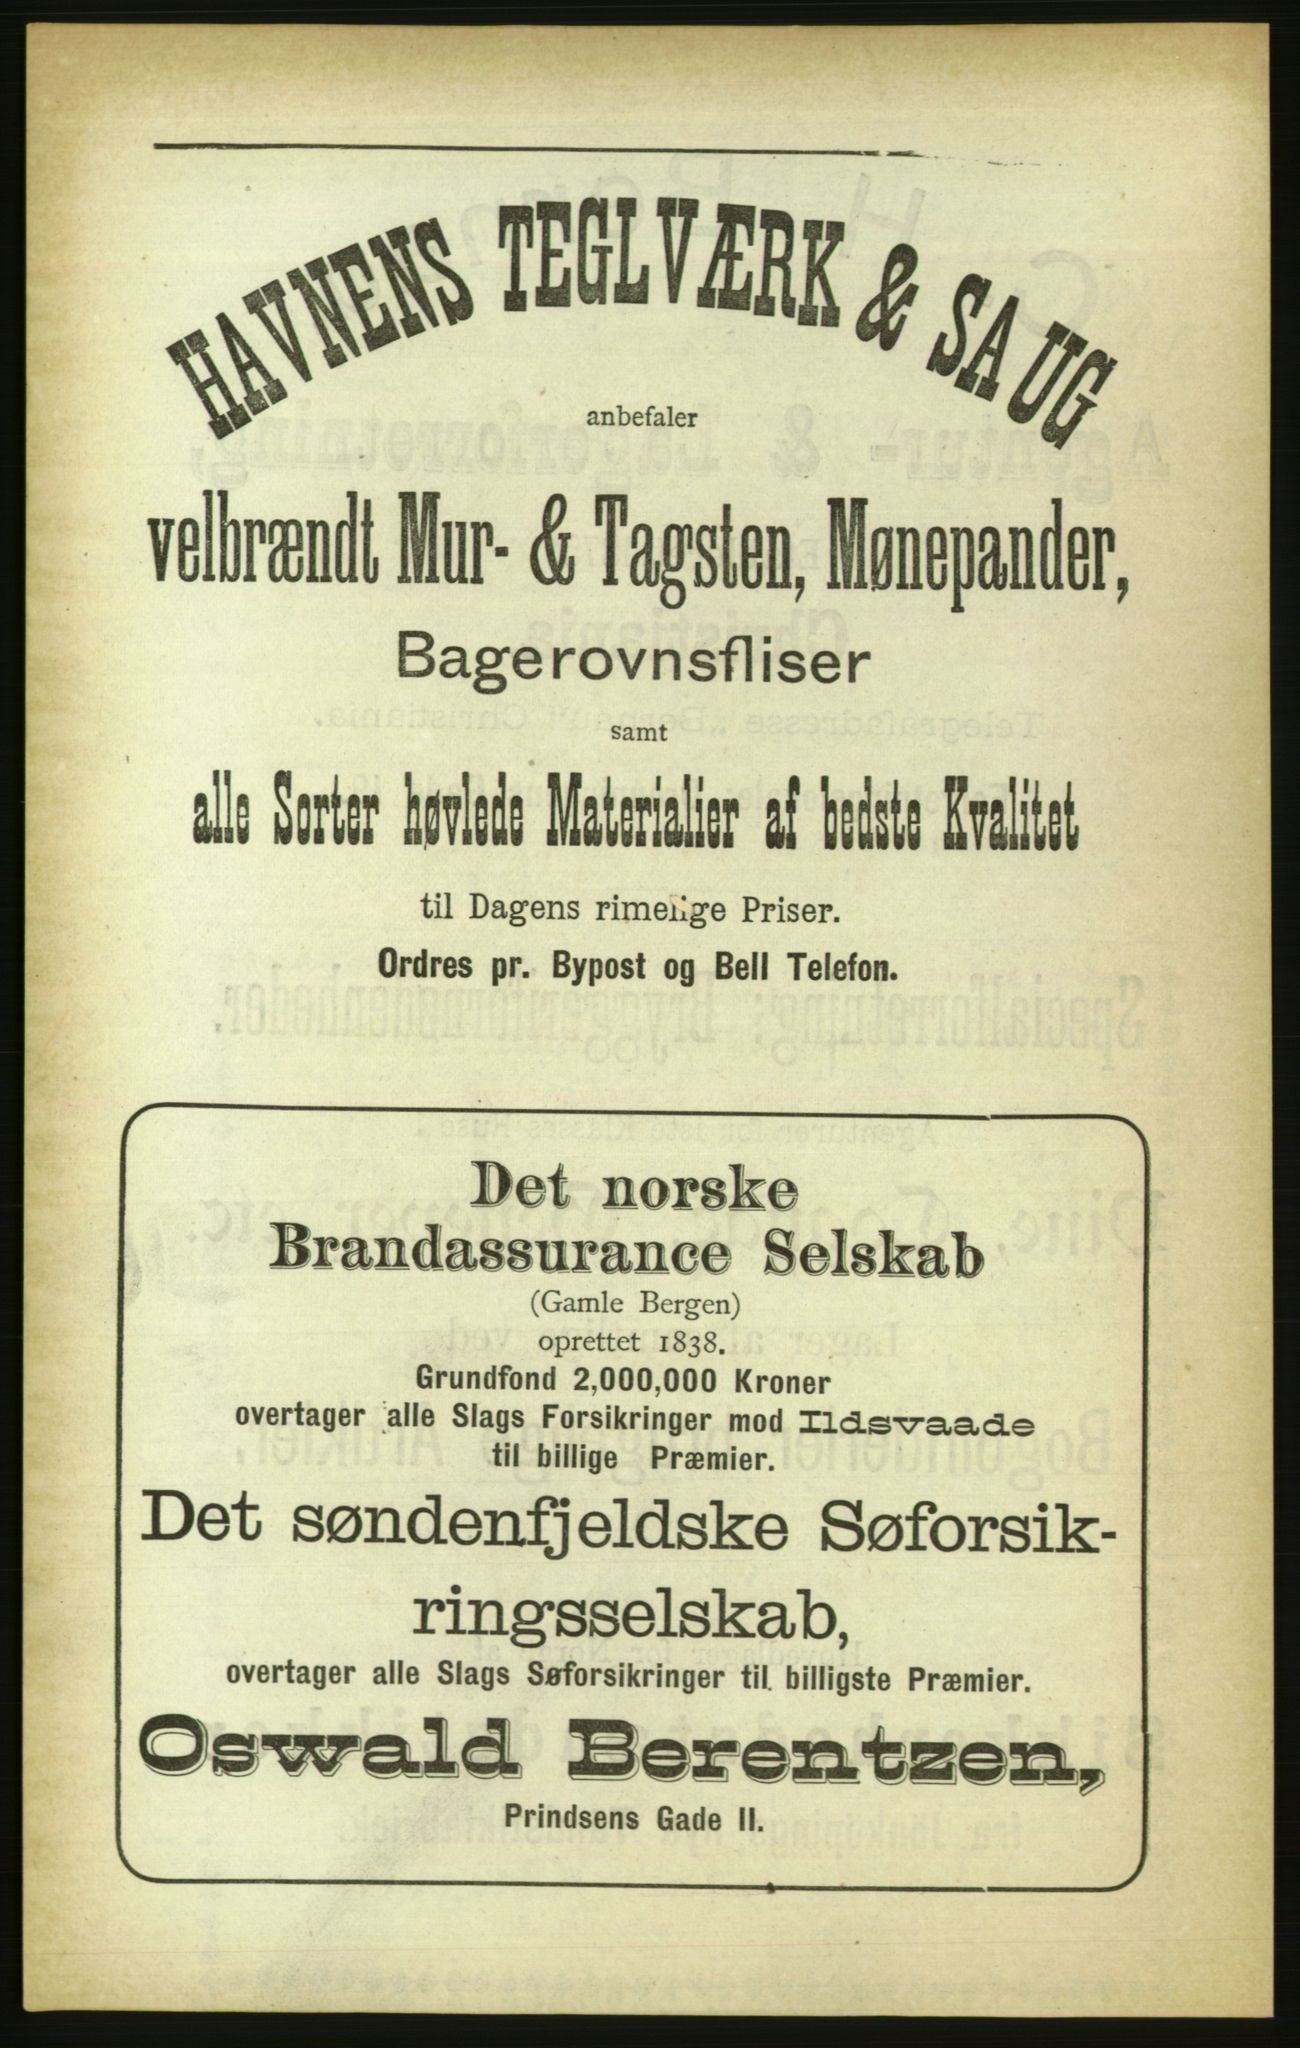 HAVNENS TEGLVÆRK & SAUG
anbefaler
velbrændt Mur- & Tagsten, Mønepander,
Bagerovnsfliser
samt
alle Sorter høvlede Materialier af bedste Kvalitet
til Dagens rimelige Priser.
Ordres pr. Bypost og Bell Telefon.
Det norske
Brandassurance Selskab
(Gamle Bergen)
oprettet 1838.
Grundfond 2,000,000 Kroner
overtager alle Slags Forsikringer mod Ildsvaade
til billige Præmier.
Det søndenfjeldske Søforsik-
ringsselskab,
overtager alle Slags Søforsikringer til billigste Præmier.
Oswald Berentzen,
Prindsens Gade II.